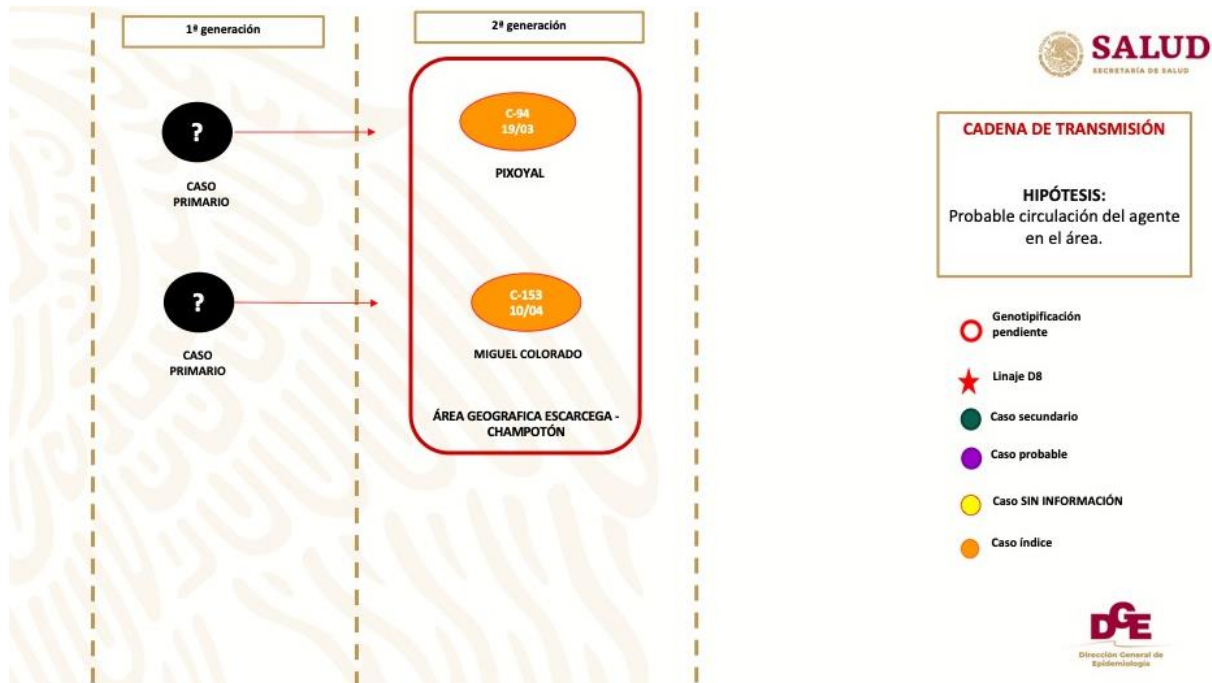 1ª generación
2ª generación
SALUD
SECRETARÍA DE SALUD
?
C-94
19/03
CASO
PRIMARIO
PIXOYAL
CADENA DE TRANSMISIÓN
HIPÓTESIS:
Probable circulación del agente
en el área.
?
C-153
10/04
CASO
PRIMARIO
MIGUEL COLORADO
ÁREA GEOGRAFICA ESCARCEGA -
CHAMPOTÓN
Genotipificación
pendiente
Linaje D8
Caso secundario
Caso probable
Caso SIN INFORMACIÓN
Caso índice
DGE
Dirección General de
Epidemiología